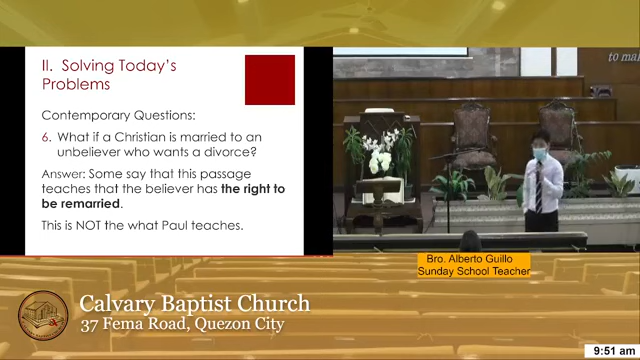 II. Solving Today's
Problems
Contemporary Questions:
6. What if a Christian is married to an
unbeliever who wants a divorce?
Answer: Some say that this passage
teaches that the believer has the right to
be remarried.
This is NOT the what Paul teaches.
to mak
Bro. Alberto Guillo
Sunday School Teacher
Calvary Baptist Church
37 Fema Road, Quezon City
9:51 am